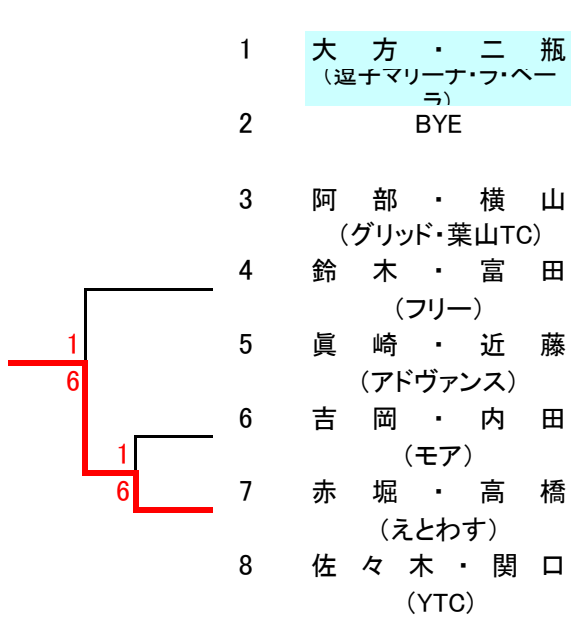 1 大方・二瓶
（逗子マリーナ・ラ・ペーラ）
2 BYE
3 阿部・横山
（グリッド・葉山TC）
4 鈴木・富田
（フリー）
1
6
5 眞崎・近藤
（アドヴァンス）
6 吉岡・内田
（モア）
1
6
7 赤堀・高橋
（えとわす）
8 佐々木・関口
（YTC）